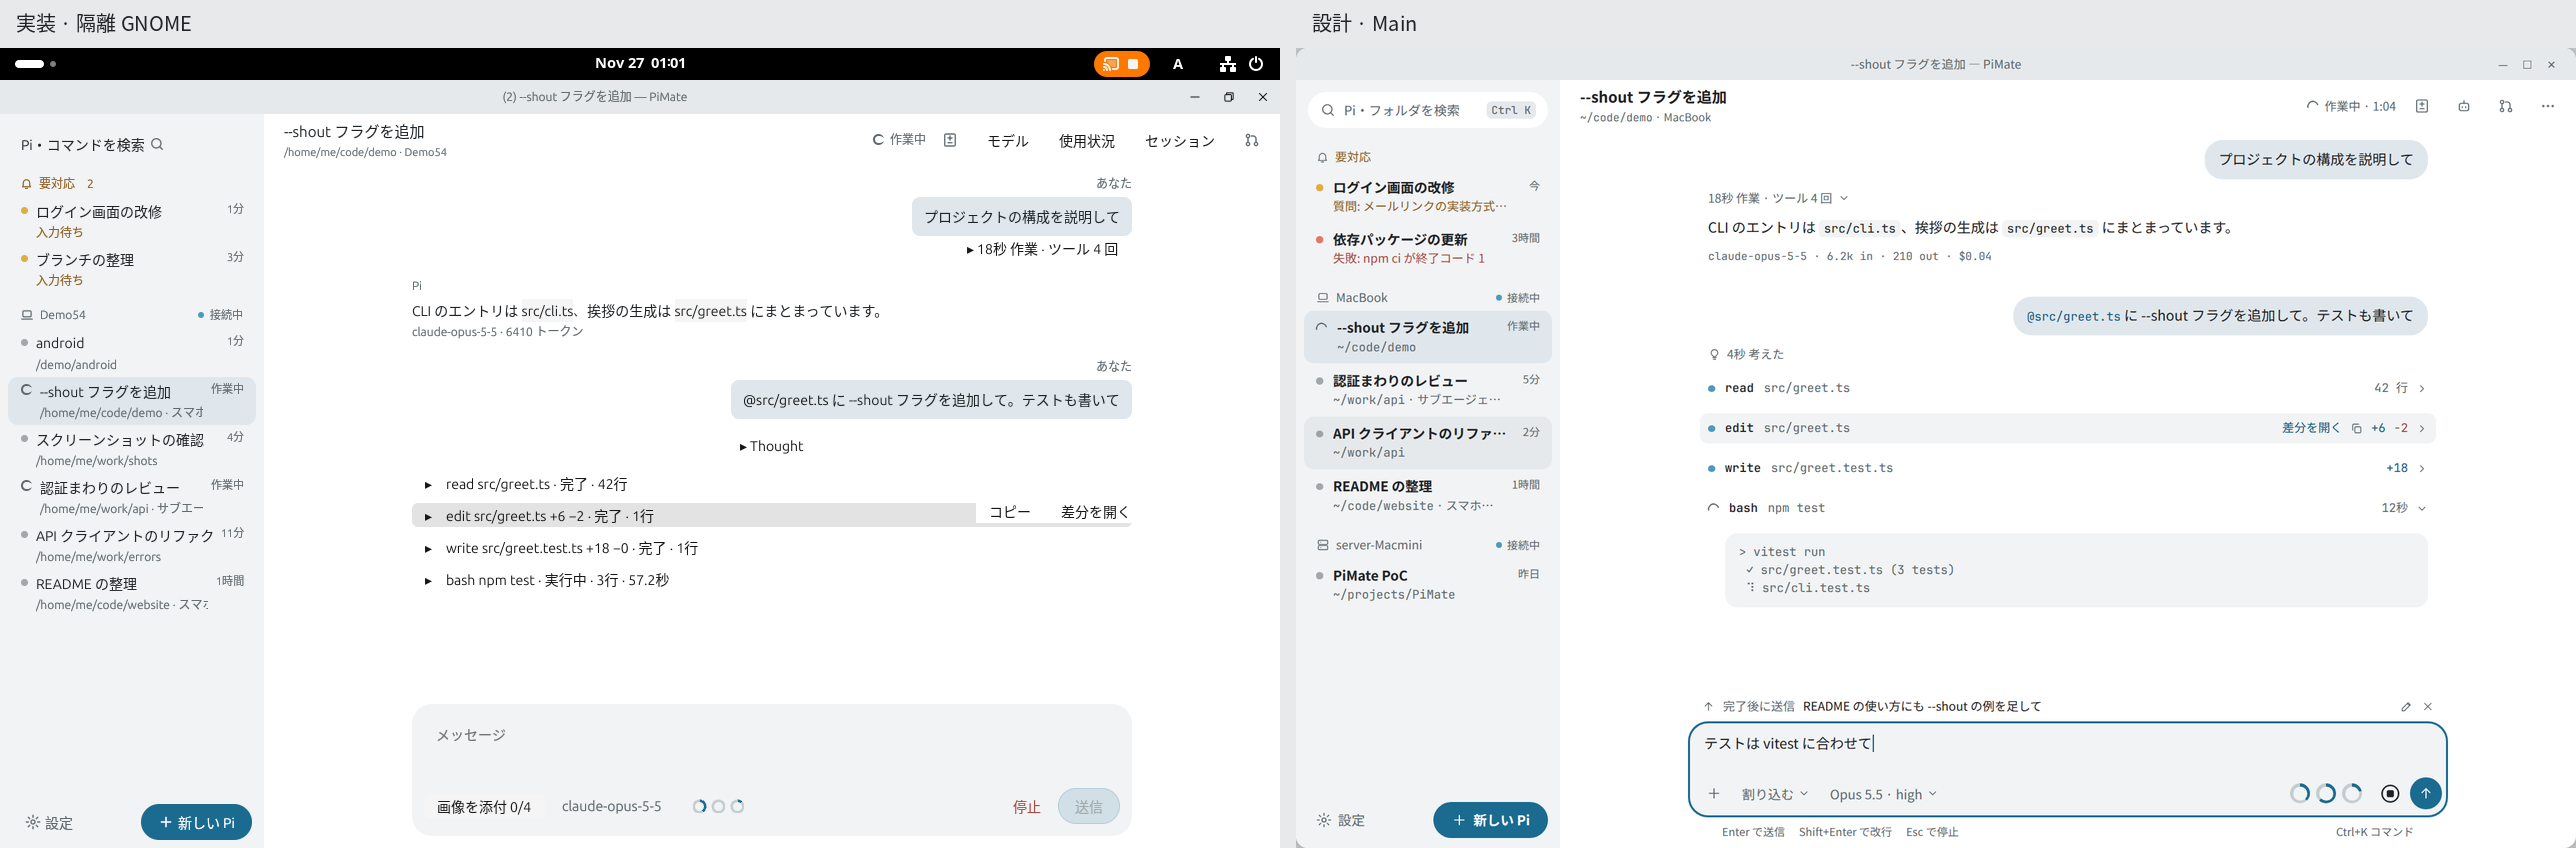 実装 · 隔離 GNOME
Nov 27 01:01
A
(2) --shout フラグを追加 — PiMate
Pi・コマンドを検索
要対応 2
ログイン画面の改修 1分
入力待ち
ブランチの整理 3分
入力待ち
Demo54 接続中
android 1分
/demo/android
--shout フラグを追加 作業中
/home/me/code/demo · スマホ
スクリーンショットの確認 4分
/home/me/work/shots
認証まわりのレビュー 作業中
/home/me/work/api · サブエー
API クライアントのリファク 11分
/home/me/work/errors
README の整理 1時間
/home/me/code/website · スマホ
設定
+ 新しい Pi
--shout フラグを追加
/home/me/code/demo · Demo54
作業中
モデル
使用状況
セッション
あなた
プロジェクトの構成を説明して
▸ 18秒 作業 · ツール 4 回
Pi
CLI のエントリは src/cli.ts、挨拶の生成は src/greet.ts にまとまっています。
claude-opus-5-5 · 6410 トークン
あなた
@src/greet.ts に --shout フラグを追加して。テストも書いて
▸ Thought
▸ read src/greet.ts · 完了 · 42行
▸ edit src/greet.ts +6 −2 · 完了 · 1行 コピー 差分を開く
▸ write src/greet.test.ts +18 −0 · 完了 · 1行
▸ bash npm test · 実行中 · 3行 · 57.2秒
メッセージ
画像を添付 0/4 claude-opus-5-5 停止 送信
設計 · Main
--shout フラグを追加 — PiMate
Pi・フォルダを検索 Ctrl K
要対応
ログイン画面の改修 今
質問: メールリンクの実装方式…
依存パッケージの更新 3時間
失敗: npm ci が終了コード 1
MacBook 接続中
--shout フラグを追加 作業中
~/code/demo
認証まわりのレビュー 5分
~/work/api · サブエージェ…
API クライアントのリファ… 2分
~/work/api
README の整理 1時間
~/code/website · スマホ…
server-Macmini 接続中
PiMate PoC 昨日
~/projects/PiMate
設定
+ 新しい Pi
--shout フラグを追加
~/code/demo · MacBook
作業中 · 1:04
プロジェクトの構成を説明して
18秒 作業 · ツール 4 回
CLI のエントリは src/cli.ts 、挨拶の生成は src/greet.ts にまとまっています。
claude-opus-5-5 · 6.2k in · 210 out · $0.04
@src/greet.ts に --shout フラグを追加して。テストも書いて
4秒 考えた
read src/greet.ts 42 行
edit src/greet.ts 差分を開く +6 -2
write src/greet.test.ts +18
bash npm test 12秒
> vitest run
✓ src/greet.test.ts (3 tests)
⠹ src/cli.test.ts
↑ 完了後に送信 README の使い方にも --shout の例を足して
テストは vitest に合わせて
+ 割り込む Opus 5.5 · high
Enter で送信 Shift+Enter で改行 Esc で停止
Ctrl+K コマンド